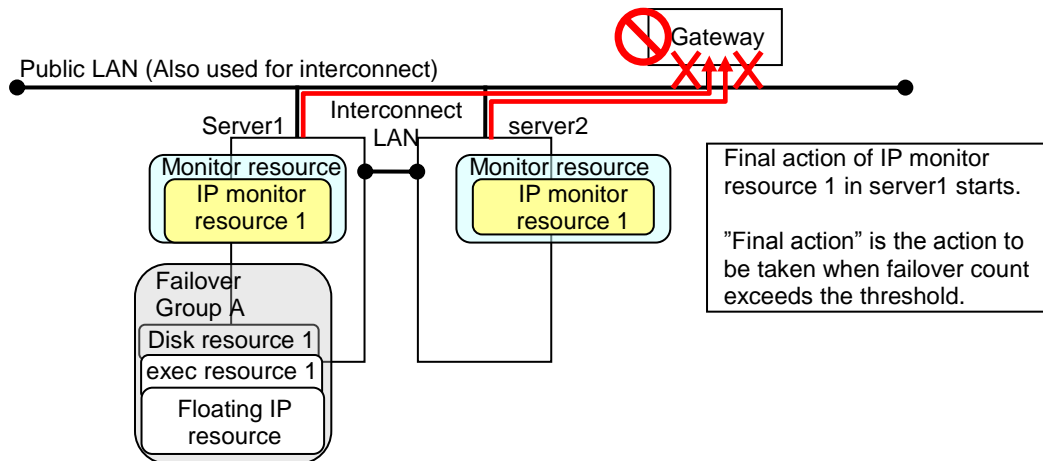 Gateway
Public LAN (Also used for interconnect)
Interconnect
LAN
Server1
server2
Monitor resource
IP monitor
resource 1
Monitor resource
IP monitor
resource 1
Final action of IP monitor
resource 1 in server1 starts.
”Final action” is the action to
be taken when failover count
exceeds the threshold.
Failover
Group A
Disk resource 1
exec resource 1
Floating IP
resource